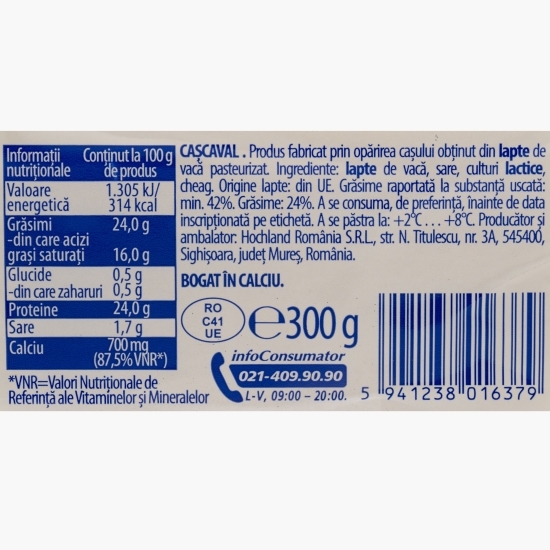 Informații nutriționale
Conținut la 100 g de produs
Valoare energetică
1.305 kJ/
314 kcal
Grăsimi
24,0 g
-din care acizi grași saturați
16,0 g
Glucide
0,5 g
-din care zaharuri
0,5 g
Proteine
24,0 g
Sare
1,7 g
Calciu
700 mg
(87,5% VNR*)
*VNR=Valori Nutriționale de
Referință ale Vitaminelor și Mineralelor
CAȘCAVAL . Produs fabricat prin opărirea cașului obținut din lapte de
vacă pasteurizat. Ingrediente: lapte de vacă, sare, culturi lactice,
cheag. Origine lapte: din UE. Grăsime raportată la substanță uscată:
min. 42%. Grăsime: 24%. A se consuma, de preferință, înainte de data
inscripționată pe etichetă. A se păstra la: +2°C . . . +8°C. Producător și
ambalator: Hochland România S.R.L., str. N. Titulescu, nr. 3A, 545400,
Sighișoara, județ Mureș, România.
BOGAT ÎN CALCIU.
RO
C41
UE
e 300 g
infoConsumator
021-409.90.90
L-V, 09:00 – 20:00.
5 941238 016379